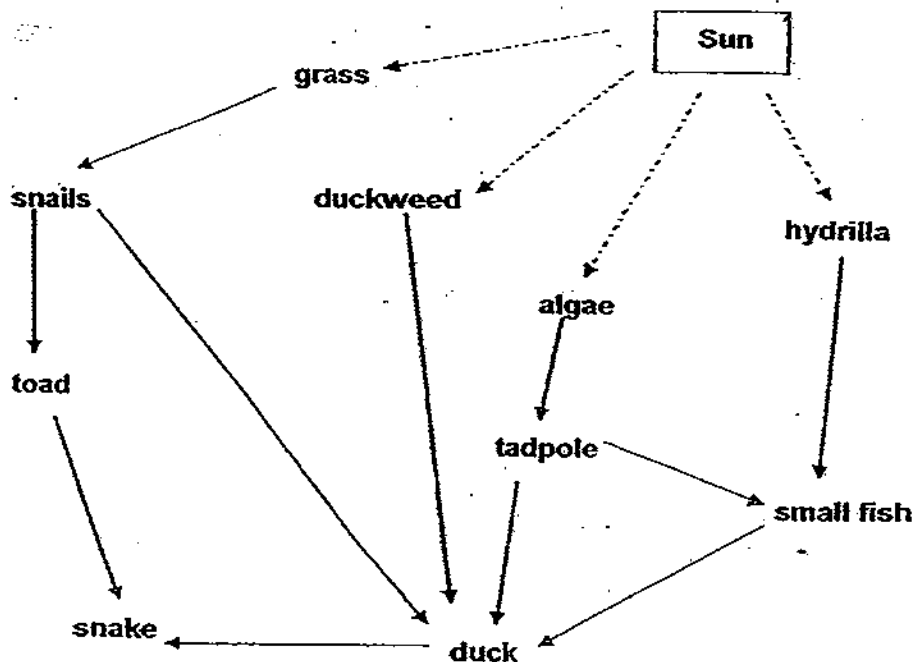 Sun
grass
snails
duckweed
hydrilla
algae
toad
tadpole
small fish
snake
duck